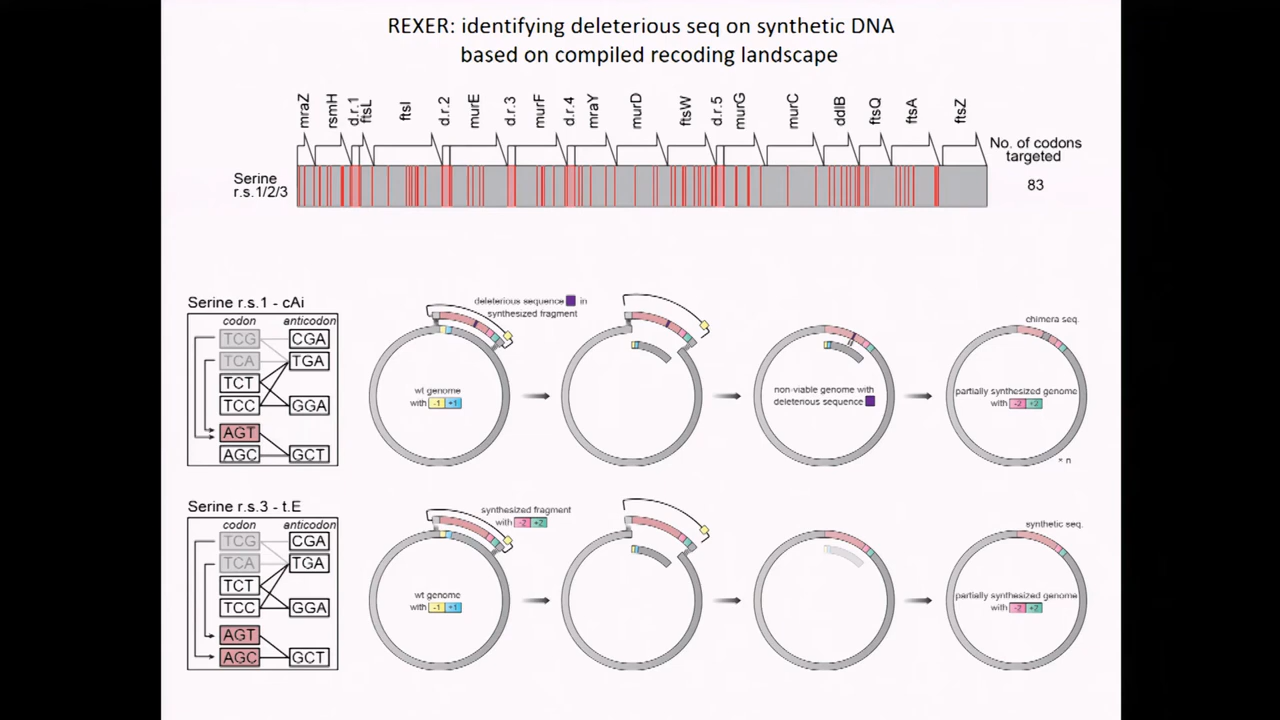 REXER: identifying deleterious seq on synthetic DNA
based on compiled recoding landscape
mraZ rsmH d.r.1 ftsL ftsI d.r.2 murE d.r.3 murF d.r.4 mraY murD ftsW d.r.5 murG murC ddlB ftsQ ftsA ftsZ
No. of codons
targeted
Serine
r.s.1/2/3
83
Serine r.s.1 - cAi
codon anticodon
TCG CGA
TCA TGA
TCT
TCC GGA
AGT
AGC GCT
deleterious sequence in
synthesized fragment
wt genome
with -1 +1
non-viable genome with
deleterious sequence
chimera seq.
partially synthesized genome
with -2 +2
* n
Serine r.s.3 - t.E
codon anticodon
TCG CGA
TCA TGA
TCT
TCC GGA
AGT
AGC GCT
synthesized fragment
with -2 +2
wt genome
with -1 +1
synthetic seq.
partially synthesized genome
with -2 +2